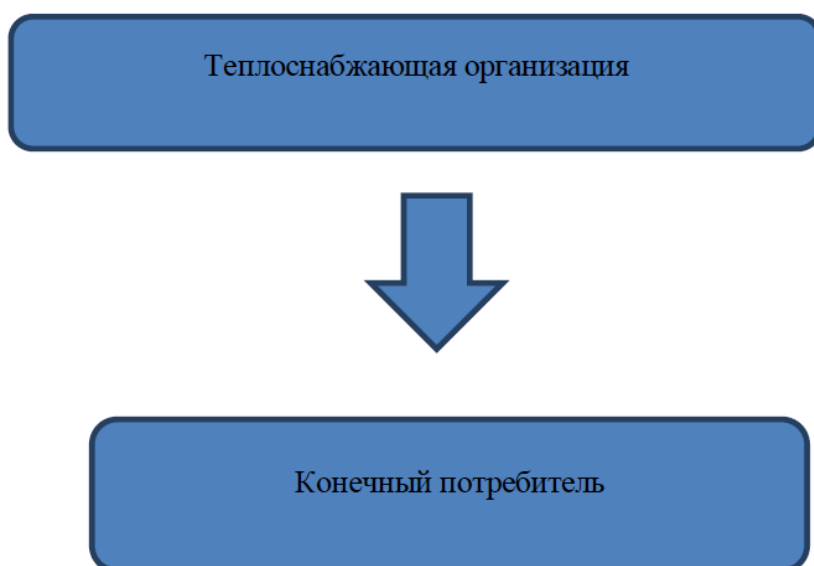 Теплоснабжающая организация
Конечный потребитель